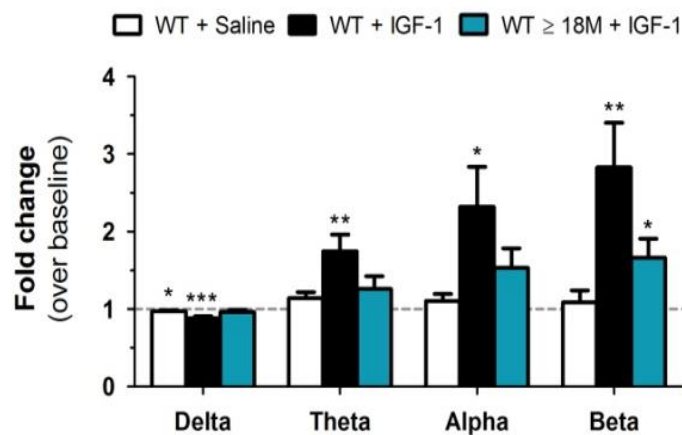 WT + Saline WT + IGF-1 WT ≥ 18M + IGF-1
Fold change
(over baseline)
4
3
2
1
0
* ***
**
*
**
*
Delta Theta Alpha Beta